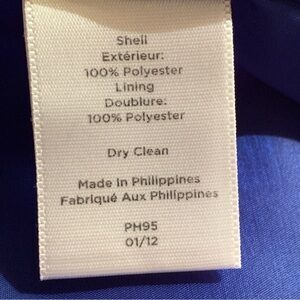 Shell
Extérieur:
100% Polyester
Lining
Doublure:
100% Polyester
Dry Clean
Made In Philippines
Fabriqué Aux Philippines
PH95
01/12